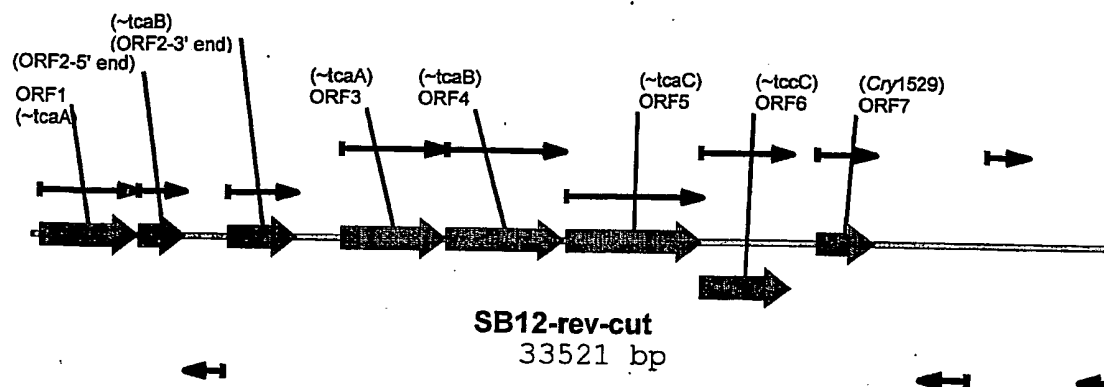 (~tcaB)
(ORF2-3' end)
(ORF2-5' end)
ORF1
(~tcaA)
(~tcaA)
ORF3
(~tcaB)
ORF4
(~tcaC)
ORF5
(~tccC)
ORF6
(Cry1529)
ORF7
SB12-rev-cut
33521 bp